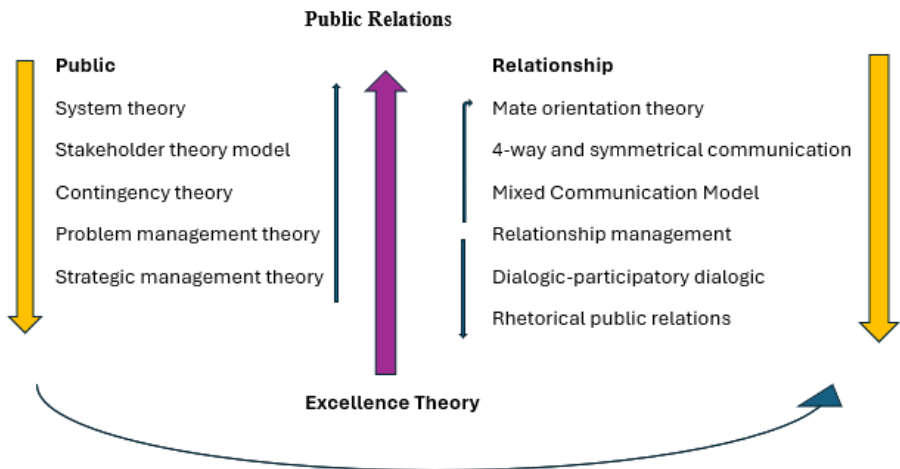 Public Relations
Public
System theory
Stakeholder theory model
Contingency theory
Problem management theory
Strategic management theory
Relationship
Mate orientation theory
4-way and symmetrical communication
Mixed Communication Model
Relationship management
Dialogic-participatory dialogic
Rhetorical public relations
Excellence Theory